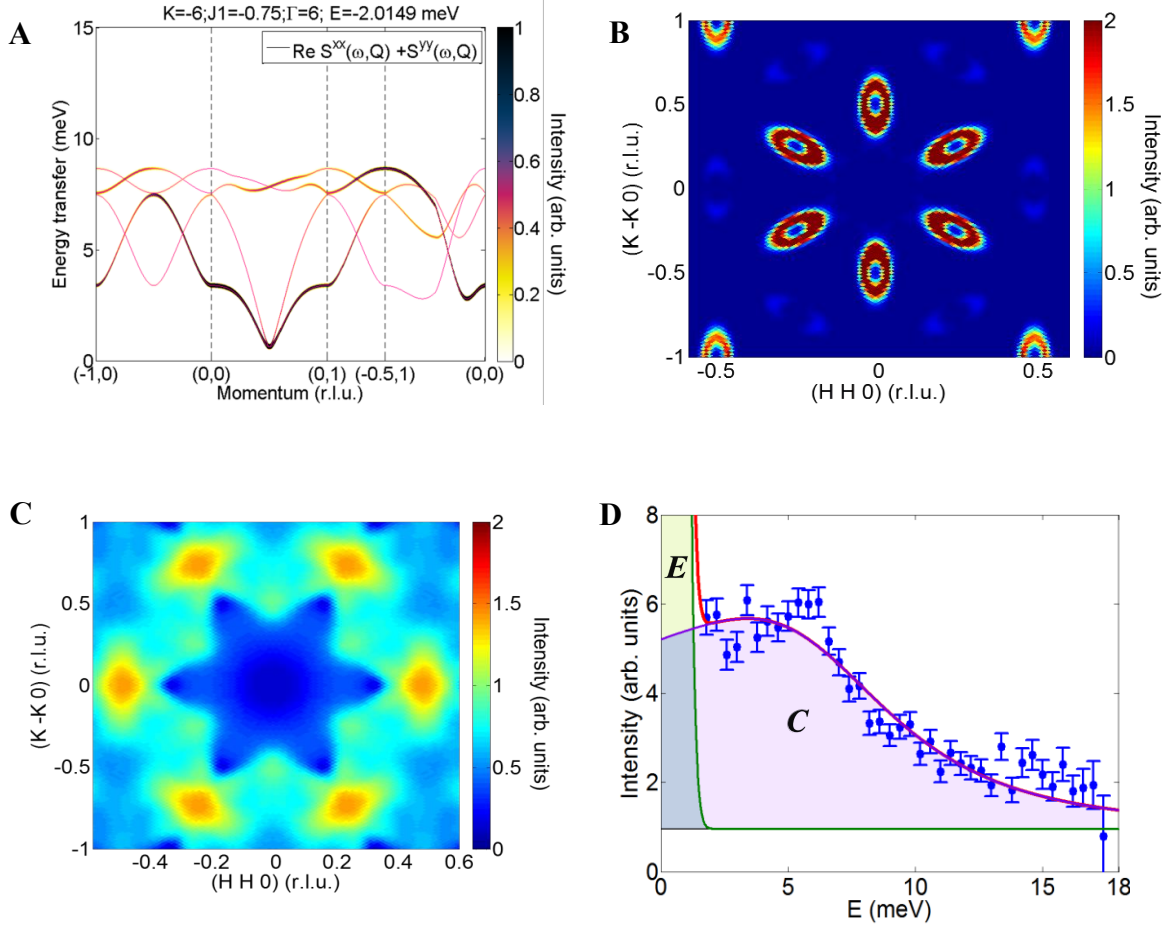 A
K=-6;J1=-0.75;Γ=6; E=-2.0149 meV
Re S^xx(ω,Q) +S^yy(ω,Q)
Energy transfer (meV)
15
10
5
0
(-1,0)
(0,0)
(0,1)
(-0.5,1)
(0,0)
Momentum (r.l.u.)
1
0.8
0.6
0.4
0.2
0
Intensity (arb. units)
B
(K -K 0) (r.l.u.)
1
0.5
0
-0.5
-1
-0.5
0
0.5
(H H 0) (r.l.u.)
2
1.5
1
0.5
0
Intensity (arb. units)
C
(K -K 0) (r.l.u.)
1
0.5
0
-0.5
-1
-0.4
-0.2
0
0.2
0.4
0.6
(H H 0) (r.l.u.)
2
1.5
1
0.5
0
Intensity (arb. units)
D
Intensity (arb. units)
8
6
4
2
0
E
C
0
5
10
15
18
E (meV)